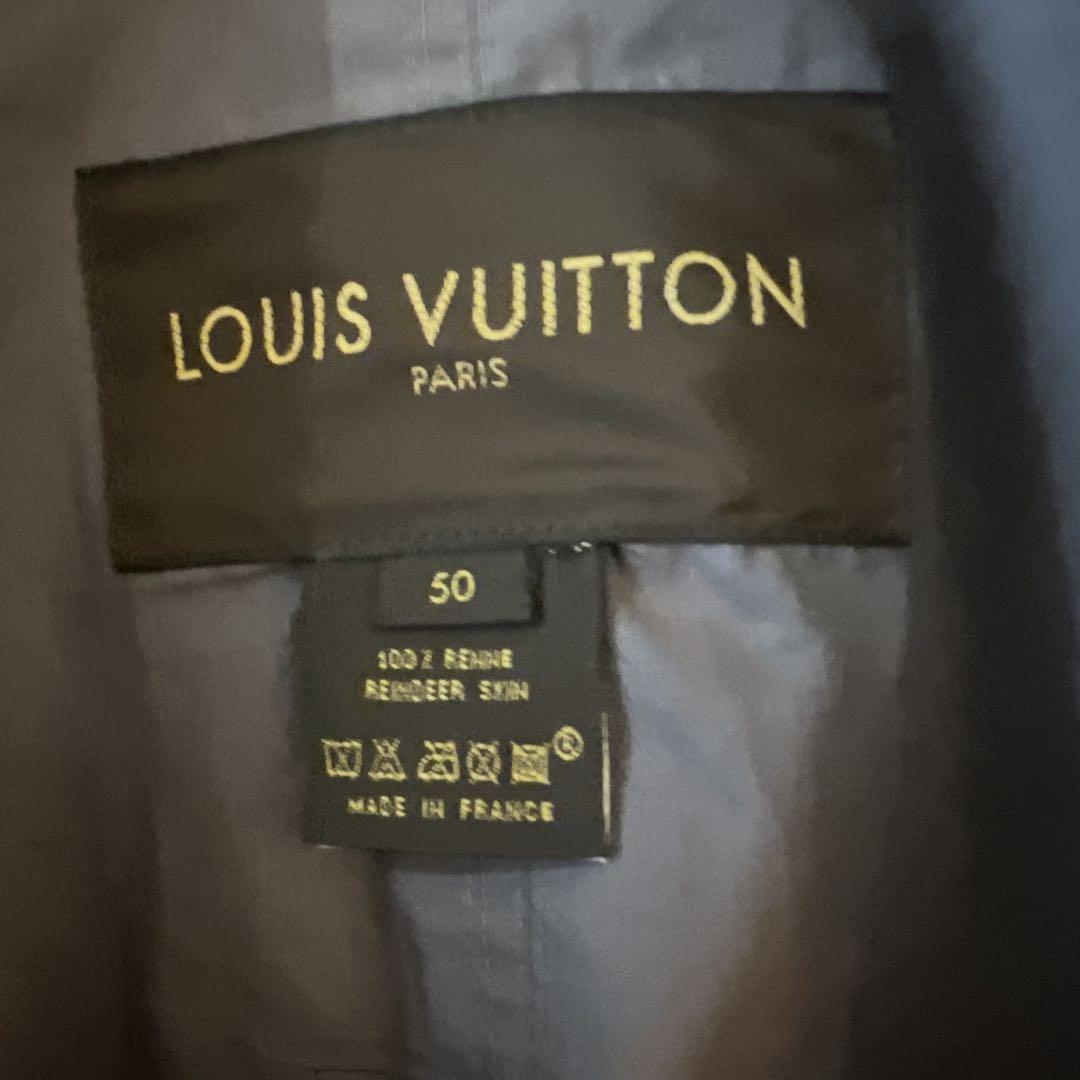 LOUIS VUITTON
PARIS
50
100% RENNE
REINDEER SKIN
®
MADE IN FRANCE